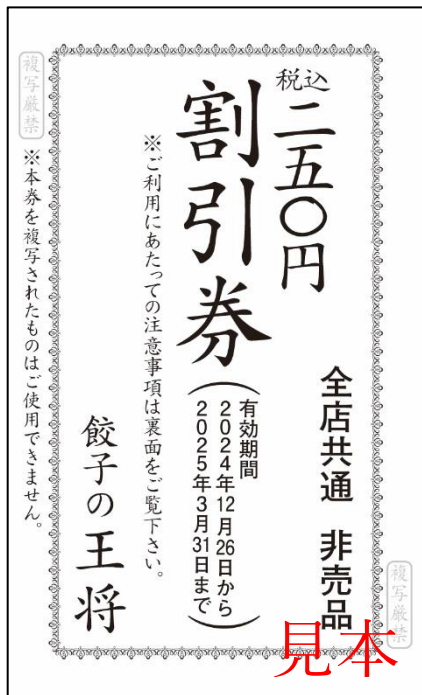 全店共通　非売品
税込二五〇円
割引券
(有効期間
2024年12月26日から
2025年3月31日まで)
※ご利用にあたっての注意事項は裏面をご覧下さい。
餃子の王将
※本券を複写されたものはご使用できません。
複写厳禁
複写厳禁
見本